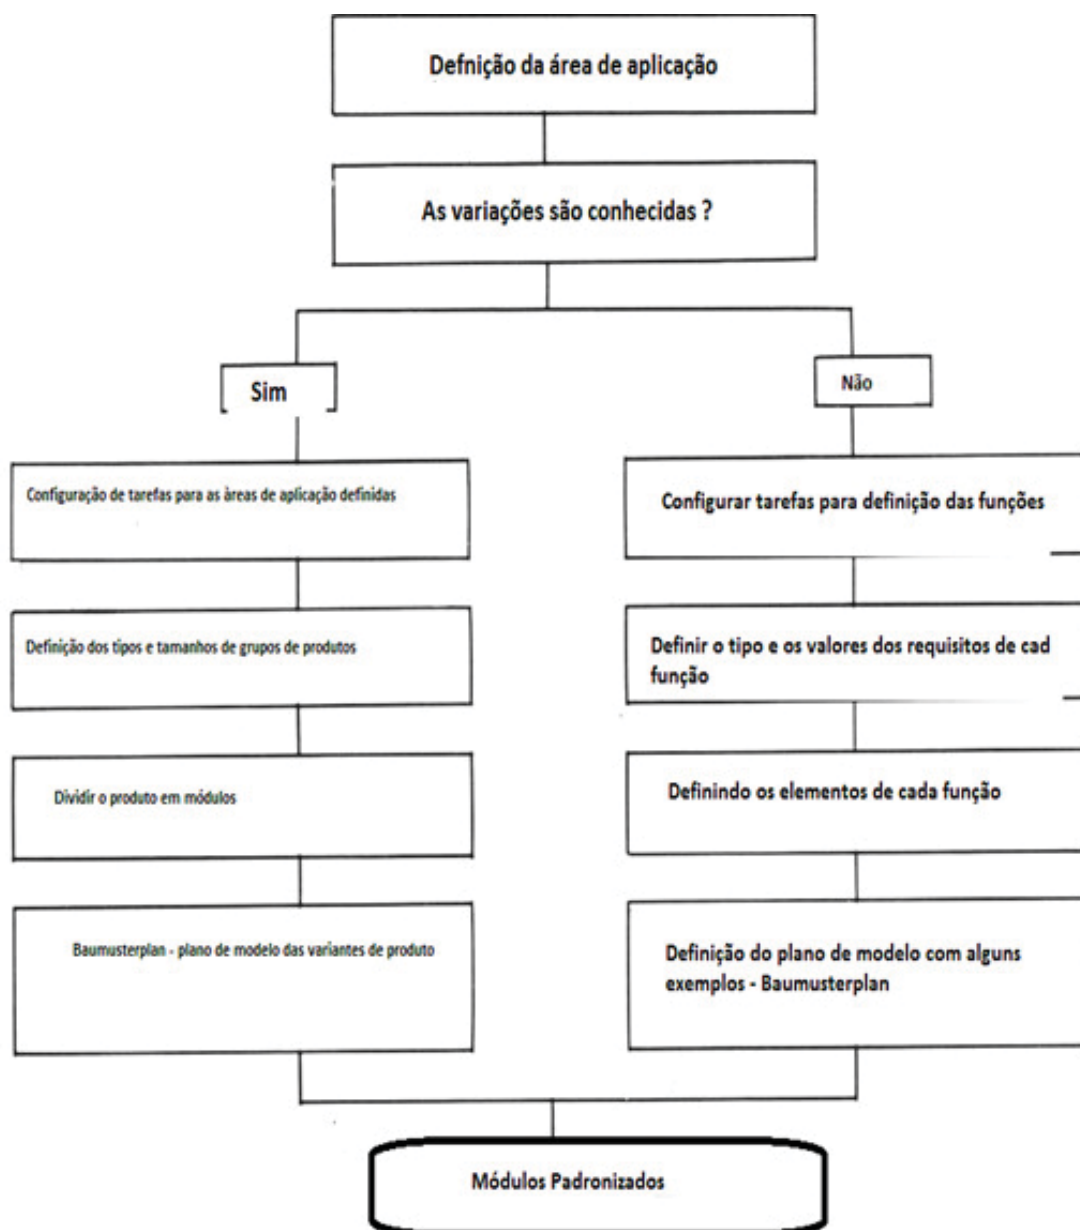 Defnição da área de aplicação
As variações são conhecidas ?
Sim
Não
Configuração de tarefas para as àreas de aplicação definidas
Configurar tarefas para definição das funções
Definição dos tipos e tamanhos de grupos de produtos
Definir o tipo e os valores dos requisitos de cad
função
Dividir o produto em módulos
Definindo os elementos de cada função
Baumusterplan - plano de modelo das variantes de produto
Definição do plano de modelo com alguns
exemplos - Baumusterplan
Módulos Padronizados